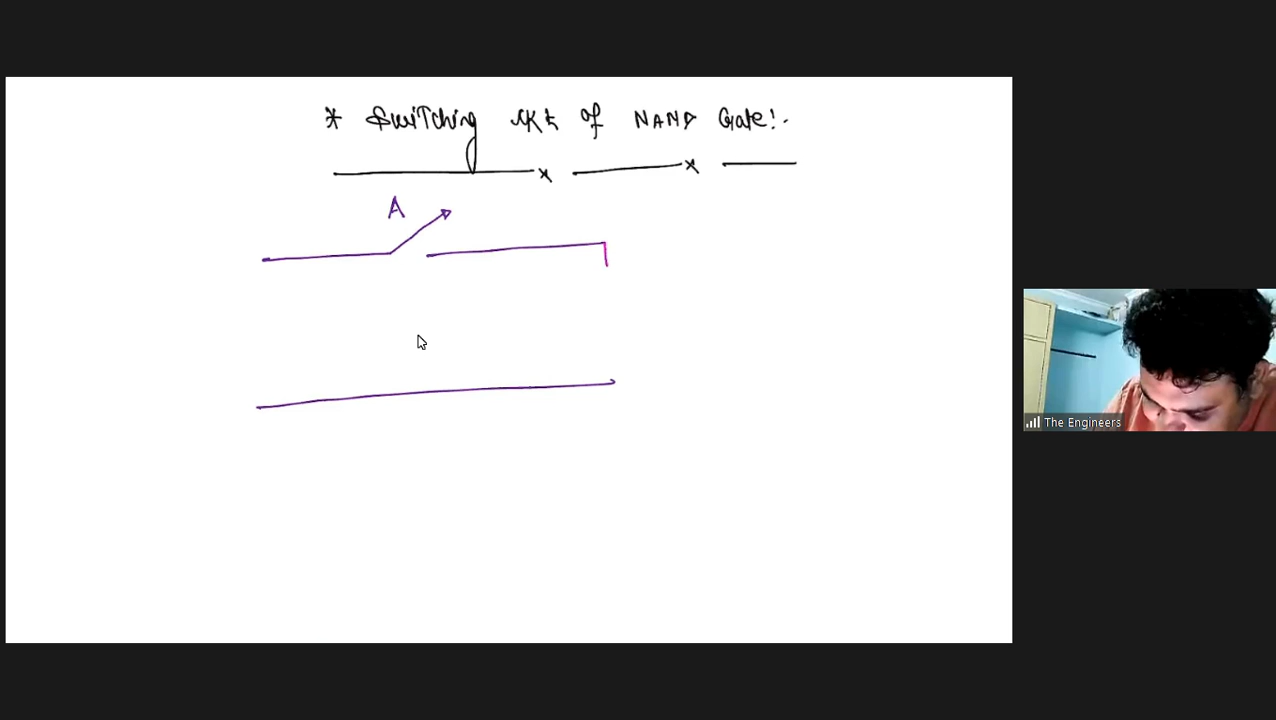 * Switching CKt of NAND Gate:-
A
The Engineers